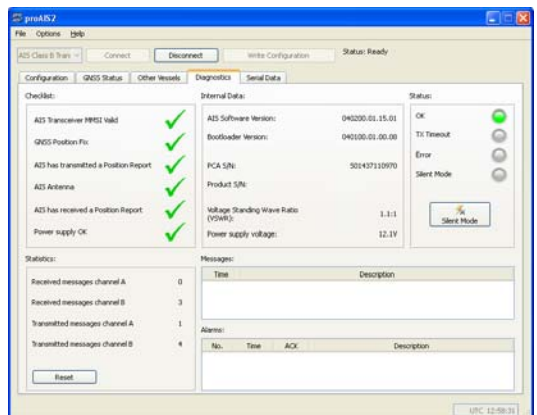 proAIS2
File Options Help
AIS Class B Tran Connect Disconnect Write Configuration Status: Ready
Configuration GNSS Status Other Vessels Diagnostics Serial Data
Checklist:
AIS Transceiver MMSI Valid
GNSS Position Fix
AIS has transmitted a Position Report
AIS Antenna
AIS has received a Position Report
Power supply OK
Internal Data:
AIS Software Version: 040200.01.15.01
Bootloader Version: 040100.01.00.08
PCA S/N: 501437110970
Product S/N:
Voltage Standing Wave Ratio
(VSWR): 1.1:1
Power supply voltage: 12.1V
Status:
OK
TX Timeout
Error
Silent Mode
Silent Mode
Statistics:
Received messages channel A 0
Received messages channel B 3
Transmitted messages channel A 1
Transmitted messages channel B 4
Reset
Messages:
Time Description
Alarms:
No. Time ACK Description
UTC 12:58:31